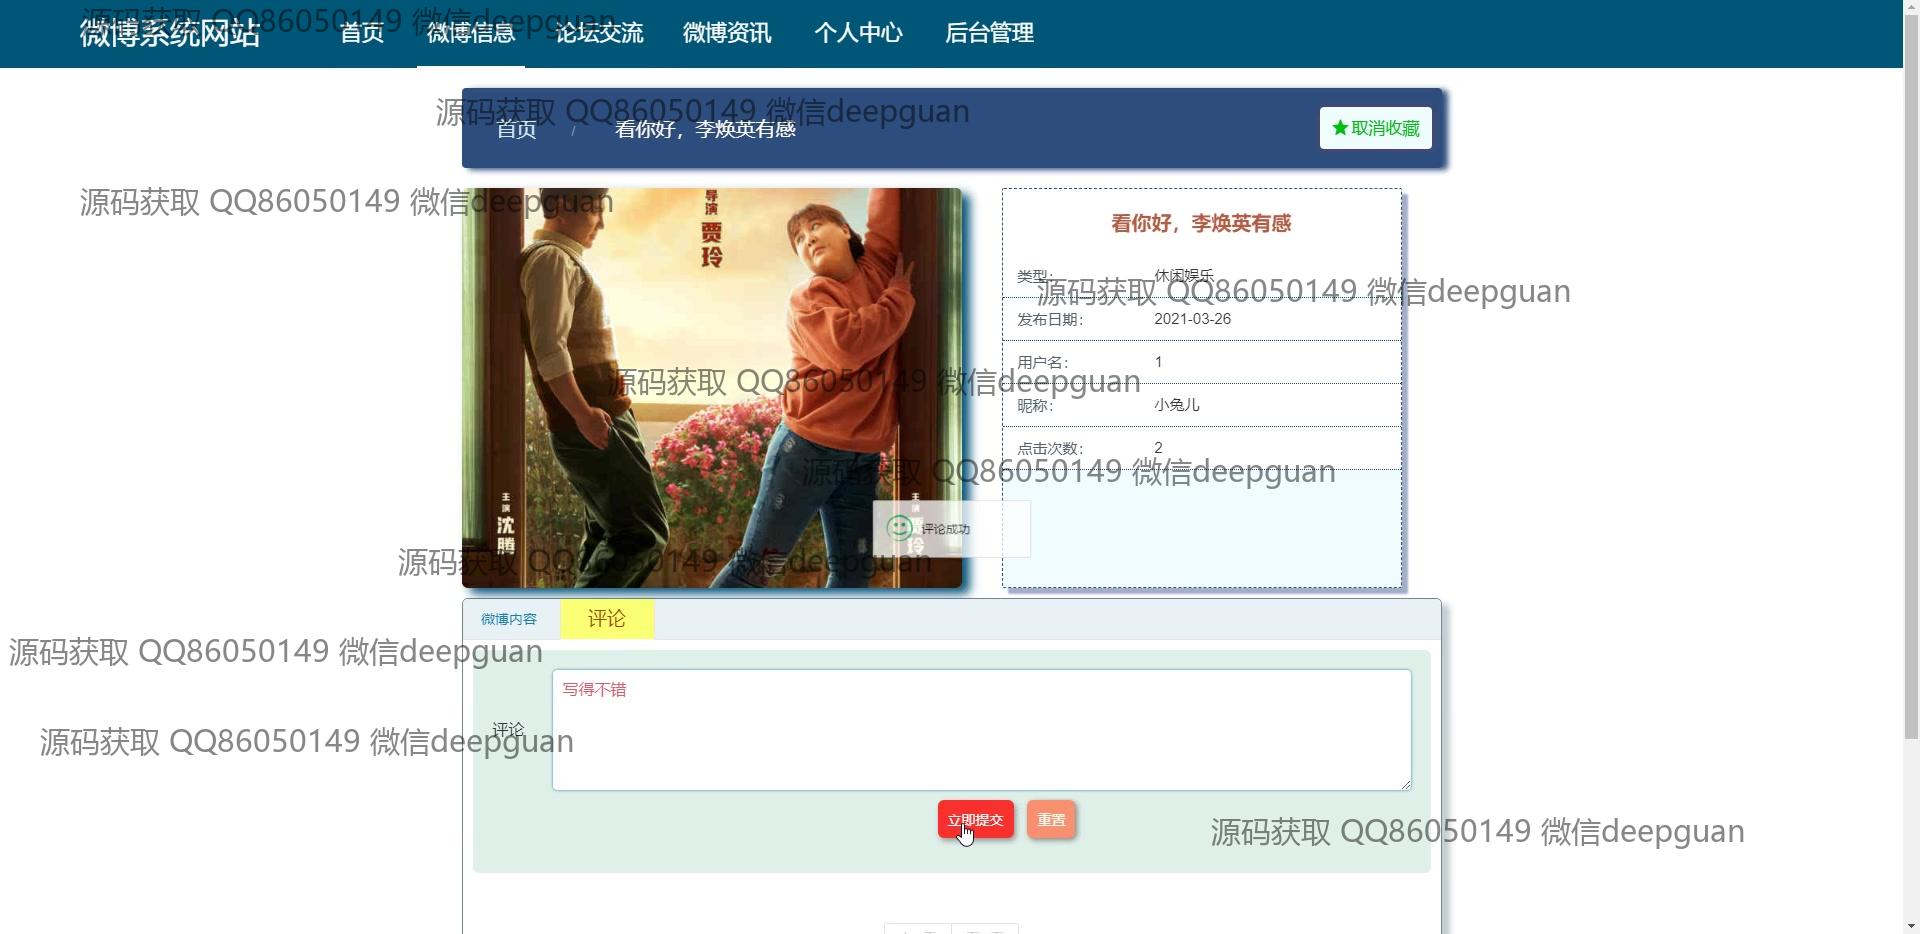 微博系统网站
首页
微博信息
论坛交流
微博资讯
个人中心
后台管理
源码获取 QQ86050149 微信deepguan
源码获取 QQ86050149 微信deepguan
首页 / 看你好，李焕英有感
★取消收藏
源码获取 QQ86050149 微信deepguan
导演
贾玲
看你好，李焕英有感
类型： 休闲娱乐
源码获取 QQ86050149 微信deepguan
发布日期： 2021-03-26
用户名： 1
源码获取 QQ86050149 微信deepguan
昵称： 小兔儿
点击次数： 2
源码获取 QQ86050149 微信deepguan
主演
沈腾
主演
评论成功
源码获取 QQ86050149 微信deepguan
微博内容
评论
源码获取 QQ86050149 微信deepguan
写得不错
评论
源码获取 QQ86050149 微信deepguan
立即提交
重置
源码获取 QQ86050149 微信deepguan